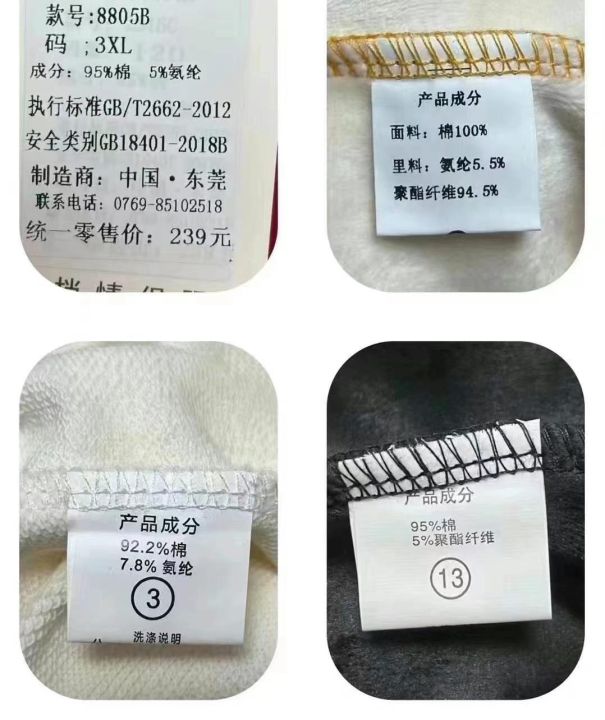 款号:8805B
码 ;3XL
成分: 95%棉 5%氨纶
执行标准GB/T2662-2012
安全类别GB18401-2018B
制造商: 中国·东莞
联系电话: 0769-85102518
统一零售价: 239元
产品成分
面料: 棉100%
里料: 氨纶5.5%
聚酯纤维94.5%
产品成分
92.2%棉
7.8% 氨纶
3
洗涤说明
产品成分
95%棉
5%聚酯纤维
13